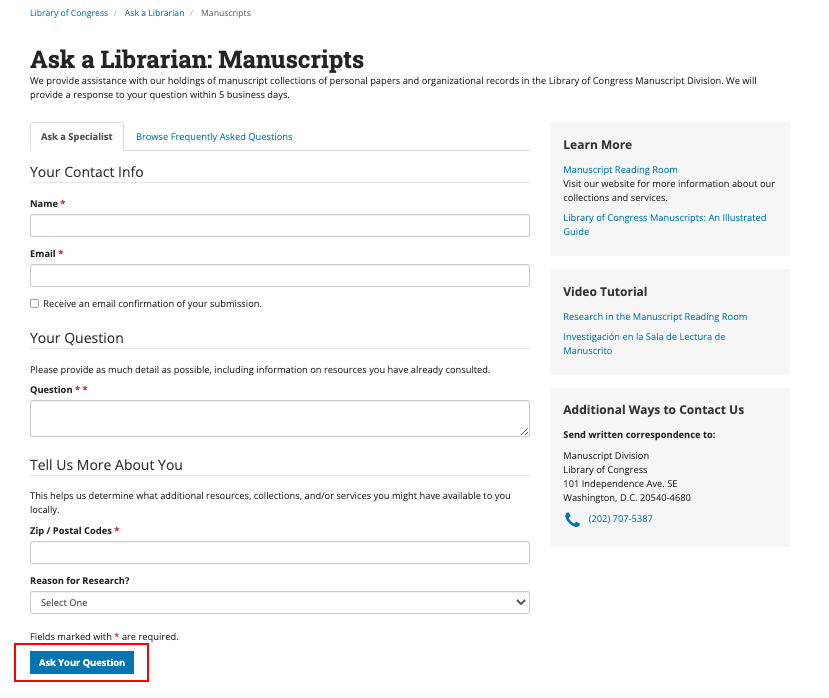 Library of Congress / Ask a Librarian / Manuscripts
Ask a Librarian: Manuscripts
We provide assistance with our holdings of manuscript collections of personal papers and organizational records in the Library of Congress Manuscript Division. We will
provide a response to your question within 5 business days.
Ask a Specialist
Browse Frequently Asked Questions
Your Contact Info
Name *
Email *
Receive an email confirmation of your submission.
Your Question
Please provide as much detail as possible, including information on resources you have already consulted.
Question * *
Tell Us More About You
This helps us determine what additional resources, collections, and/or services you might have available to you
locally.
Zip / Postal Codes *
Reason for Research?
Select One
Fields marked with * are required.
Ask Your Question
Learn More
Manuscript Reading Room
Visit our website for more information about our
collections and services.
Library of Congress Manuscripts: An Illustrated
Guide
Video Tutorial
Research in the Manuscript Reading Room
Investigación en la Sala de Lectura de
Manuscrito
Additional Ways to Contact Us
Send written correspondence to:
Manuscript Division
Library of Congress
101 Independence Ave. SE
Washington, D.C. 20540-4680
(202) 707-5387